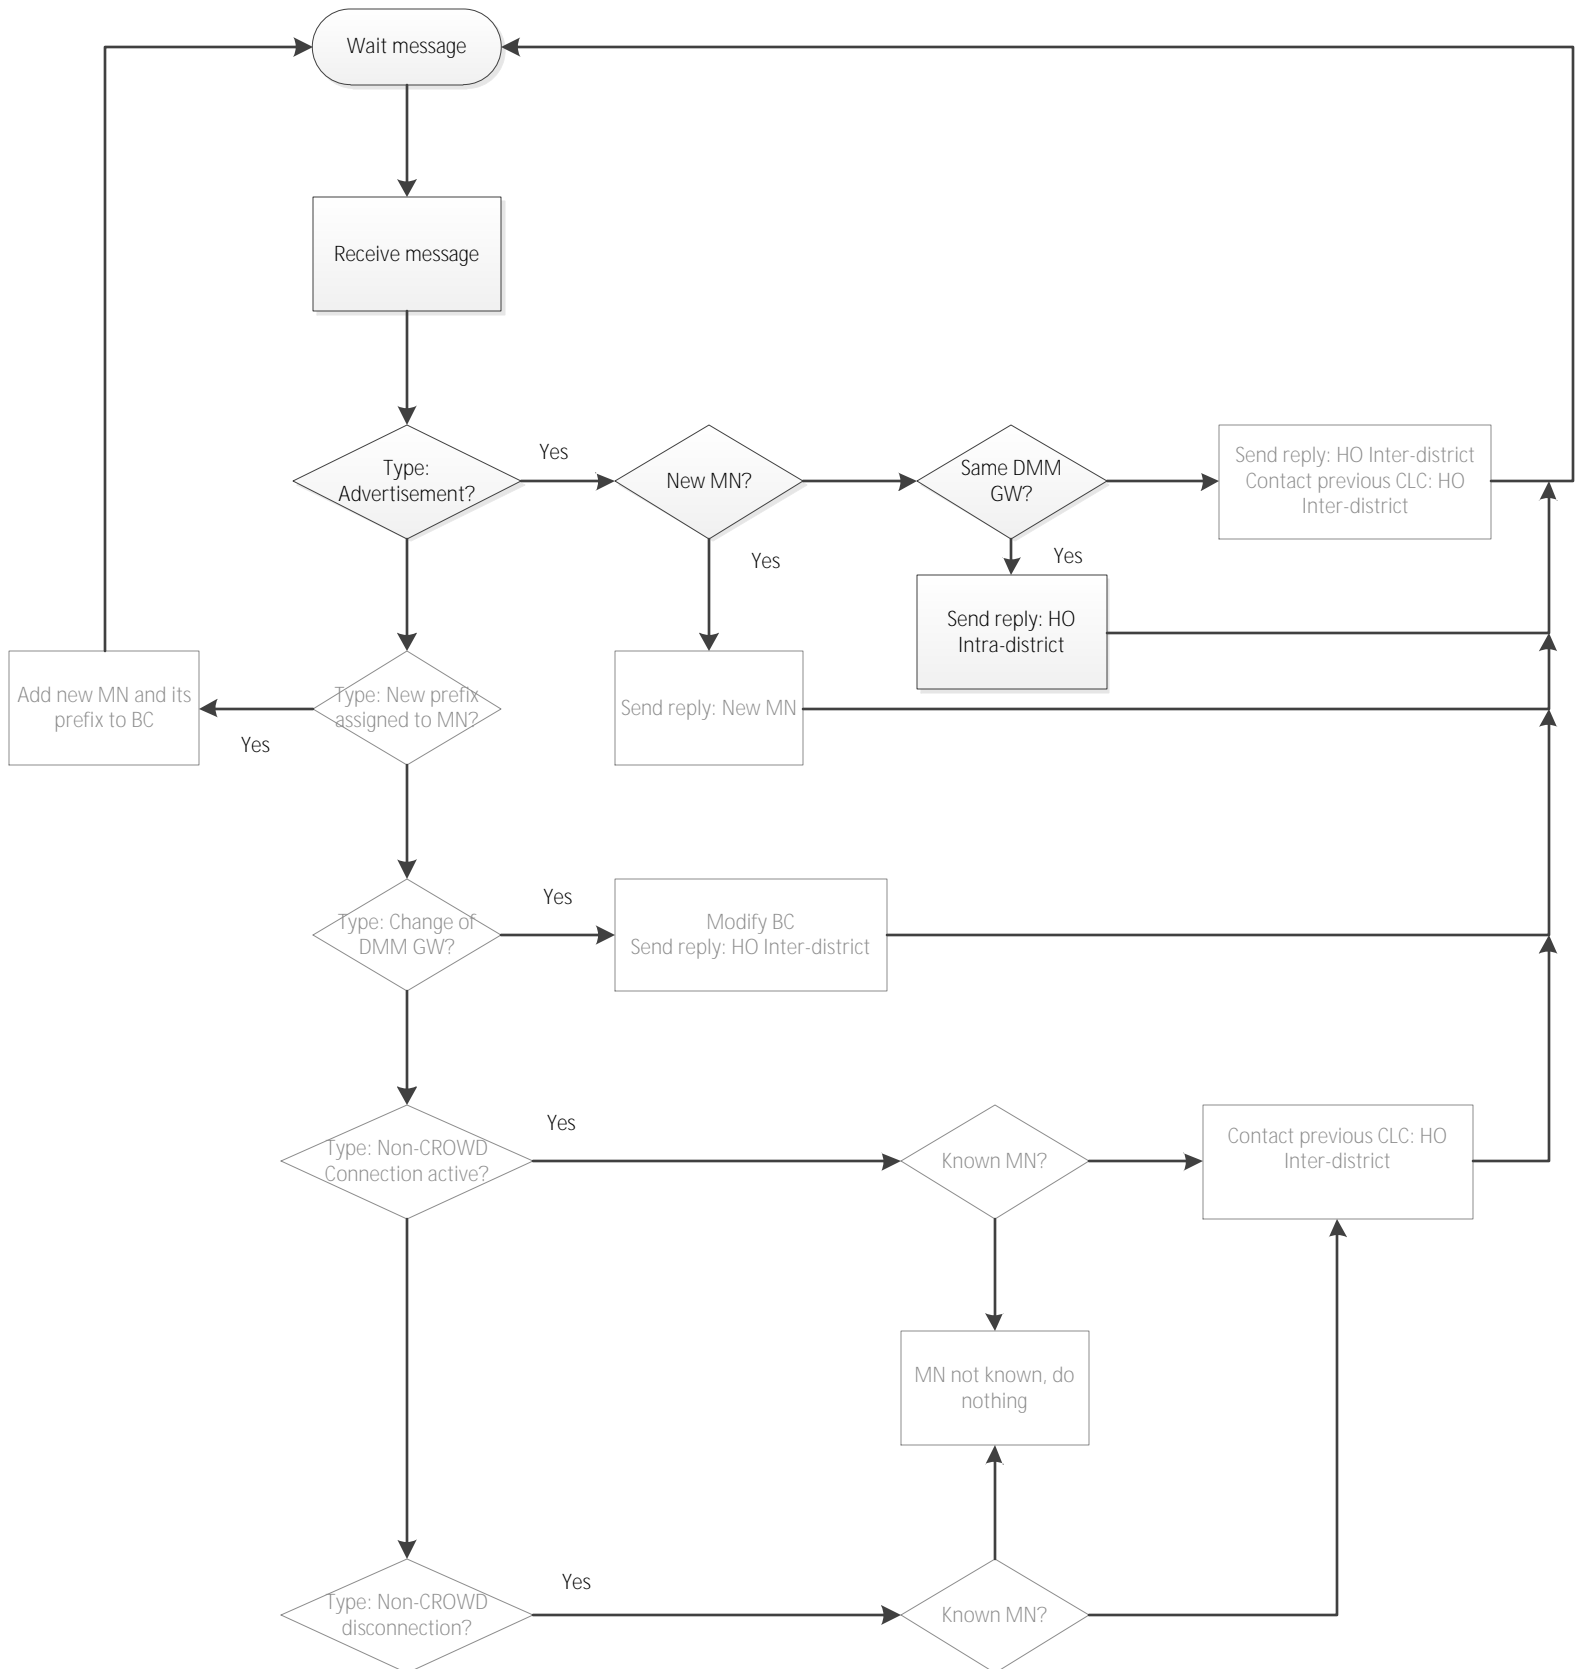 Wait message
Receive message
Type:
Advertisement?
Yes
New MN?
Yes
Same DMM
GW?
Yes
Send reply: HO Inter-district
Contact previous CLC: HO
Inter-district
Send reply: HO
Intra-district
Add new MN and its
prefix to BC
Yes
Type: New prefix
assigned to MN?
Send reply: New MN
Type: Change of
DMM GW?
Yes
Modify BC
Send reply: HO Inter-district
Type: Non-CROWD
Connection active?
Yes
Known MN?
Contact previous CLC: HO
Inter-district
MN not known, do
nothing
Type: Non-CROWD
disconnection?
Yes
Known MN?